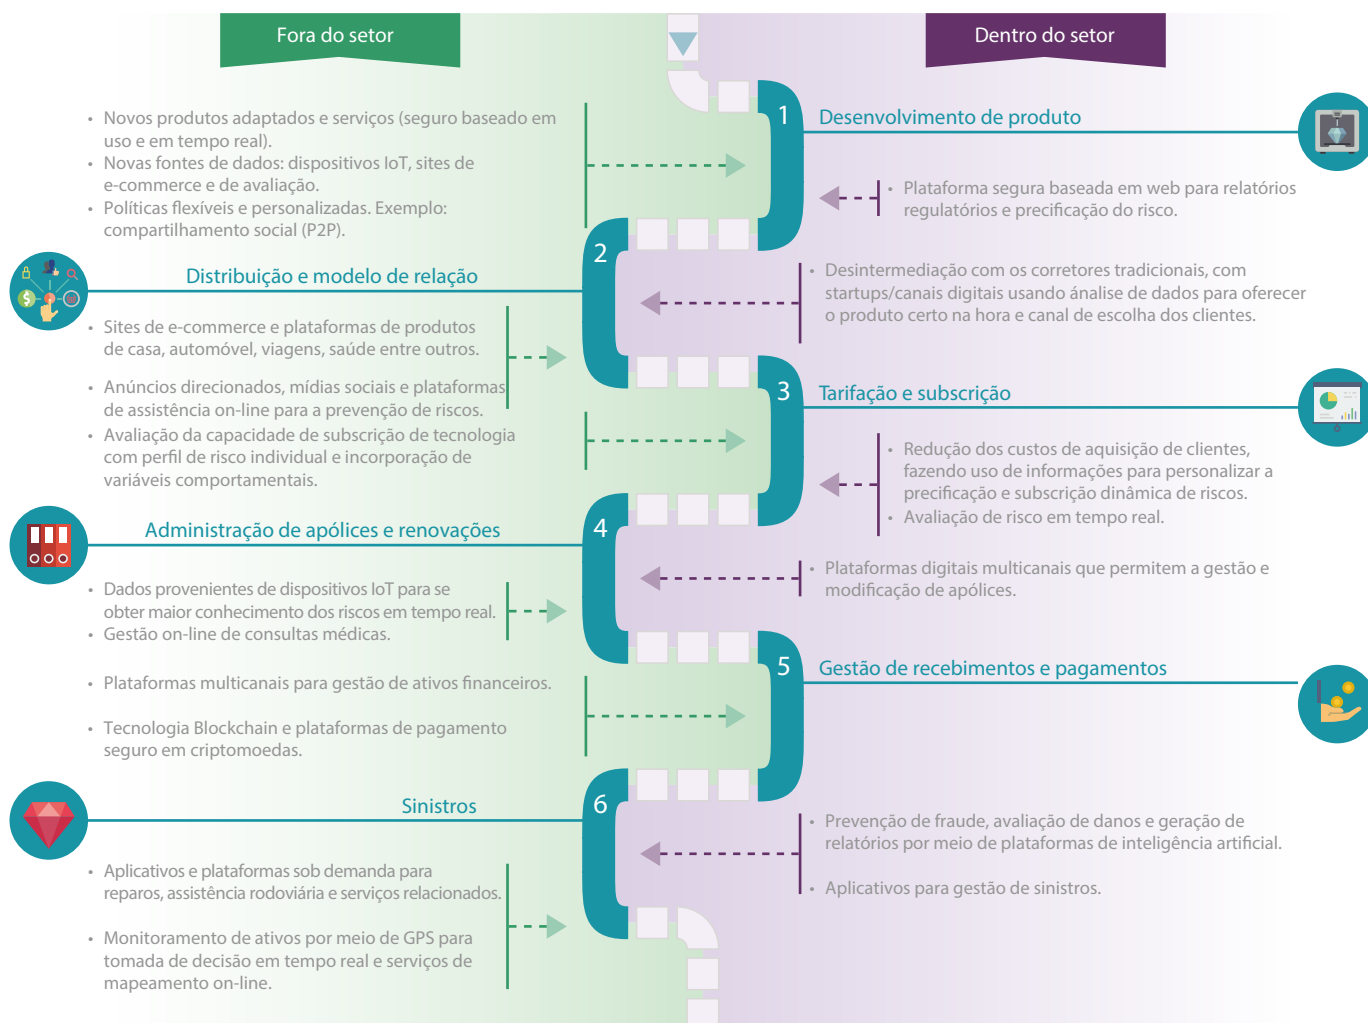 Fora do setor
Dentro do setor
1
Desenvolvimento de produto
• Novos produtos adaptados e serviços (seguro baseado em
uso e em tempo real).
• Novas fontes de dados: dispositivos IoT, sites de
e-commerce e de avaliação.
• Políticas flexíveis e personalizadas. Exemplo:
compartilhamento social (P2P).
• Plataforma segura baseada em web para relatórios
regulatórios e precificação do risco.
2
Distribuição e modelo de relação
• Sites de e-commerce e plataformas de produtos
de casa, automóvel, viagens, saúde entre outros.
• Anúncios direcionados, mídias sociais e plataformas
de assistência on-line para a prevenção de riscos.
• Desintermediação com os corretores tradicionais, com
startups/canais digitais usando ánalise de dados para oferecer
o produto certo na hora e canal de escolha dos clientes.
3
Tarifação e subscrição
• Avaliação da capacidade de subscrição de tecnologia
com perfil de risco individual e incorporação de
variáveis comportamentais.
• Redução dos custos de aquisição de clientes,
fazendo uso de informações para personalizar a
precificação e subscrição dinâmica de riscos.
• Avaliação de risco em tempo real.
4
Administração de apólices e renovações
• Dados provenientes de dispositivos IoT para se
obter maior conhecimento dos riscos em tempo real.
• Gestão on-line de consultas médicas.
• Plataformas digitais multicanais que permitem a gestão e
modificação de apólices.
5
Gestão de recebimentos e pagamentos
• Plataformas multicanais para gestão de ativos financeiros.
• Tecnologia Blockchain e plataformas de pagamento
seguro em criptomoedas.
6
Sinistros
• Aplicativos e plataformas sob demanda para
reparos, assistência rodoviária e serviços relacionados.
• Monitoramento de ativos por meio de GPS para
tomada de decisão em tempo real e serviços de
mapeamento on-line.
• Prevenção de fraude, avaliação de danos e geração de
relatórios por meio de plataformas de inteligência artificial.
• Aplicativos para gestão de sinistros.